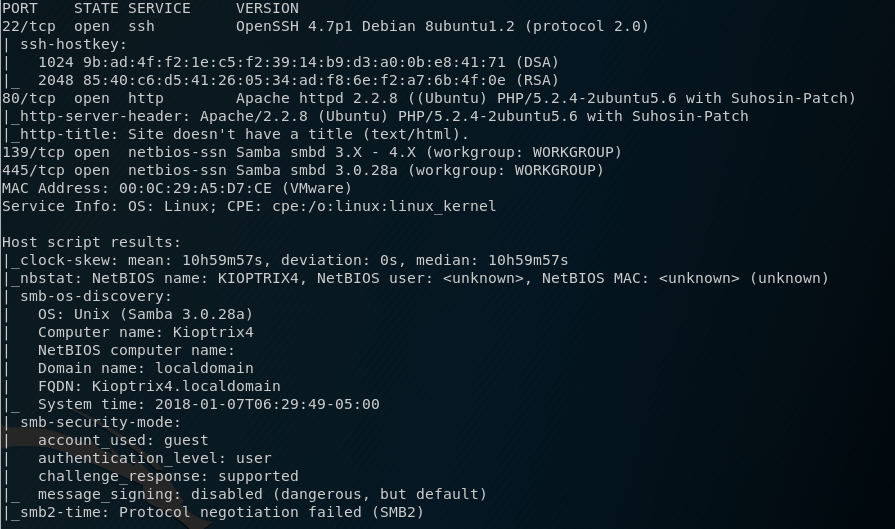 PORT    STATE SERVICE     VERSION
22/tcp  open  ssh         OpenSSH 4.7p1 Debian 8ubuntu1.2 (protocol 2.0)
| ssh-hostkey:
|   1024 9b:ad:4f:f2:1e:c5:f2:39:14:b9:d3:a0:0b:e8:41:71 (DSA)
|_  2048 85:40:c6:d5:41:26:05:34:ad:f8:6e:f2:a7:6b:4f:0e (RSA)
80/tcp  open  http        Apache httpd 2.2.8 ((Ubuntu) PHP/5.2.4-2ubuntu5.6 with Suhosin-Patch)
|_http-server-header: Apache/2.2.8 (Ubuntu) PHP/5.2.4-2ubuntu5.6 with Suhosin-Patch
|_http-title: Site doesn't have a title (text/html).
139/tcp open  netbios-ssn Samba smbd 3.X - 4.X (workgroup: WORKGROUP)
445/tcp open  netbios-ssn Samba smbd 3.0.28a (workgroup: WORKGROUP)
MAC Address: 00:0C:29:A5:D7:CE (VMware)
Service Info: OS: Linux; CPE: cpe:/o:linux:linux_kernel

Host script results:
|_clock-skew: mean: 10h59m57s, deviation: 0s, median: 10h59m57s
|_nbstat: NetBIOS name: KIOPTRIX4, NetBIOS user: <unknown>, NetBIOS MAC: <unknown> (unknown)
| smb-os-discovery:
|   OS: Unix (Samba 3.0.28a)
|   Computer name: Kioptrix4
|   NetBIOS computer name:
|   Domain name: localdomain
|   FQDN: Kioptrix4.localdomain
|_  System time: 2018-01-07T06:29:49-05:00
| smb-security-mode:
|   account_used: guest
|   authentication_level: user
|   challenge_response: supported
|_  message_signing: disabled (dangerous, but default)
|_smb2-time: Protocol negotiation failed (SMB2)